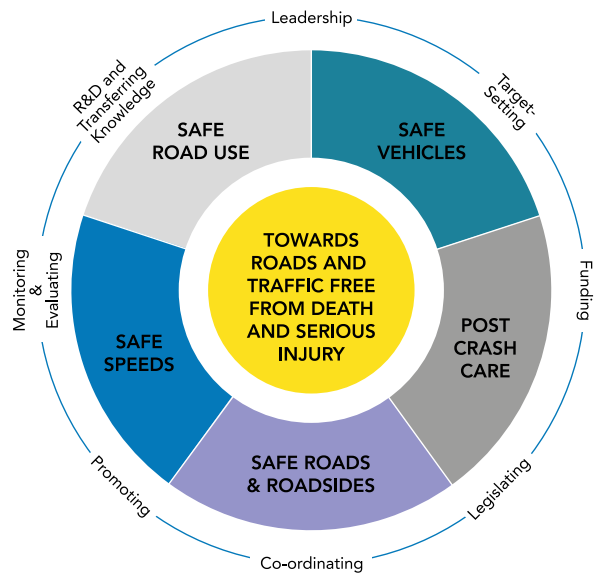 Leadership
Target-
Setting
Funding
Legislating
Co-ordinating
Promoting
Monitoring
&
Evaluating
R&D and
Transferring
Knowledge
SAFE
ROAD USE
SAFE
VEHICLES
POST
CRASH
CARE
SAFE ROADS
& ROADSIDES
SAFE
SPEEDS
TOWARDS
ROADS AND
TRAFFIC FREE
FROM DEATH
AND SERIOUS
INJURY